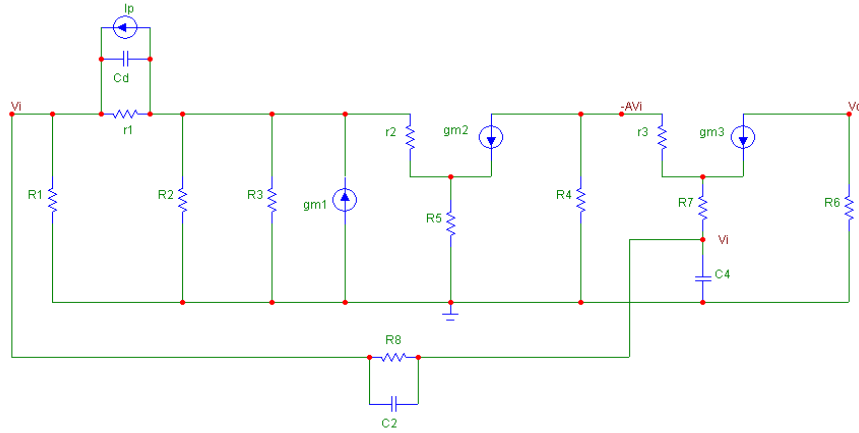 Ip
Cd
Vi
r1
r2
gm2
-AVi
r3
gm3
Vo
R1
R2
R3
gm1
R5
R4
R7
R6
Vi
C4
R8
C2